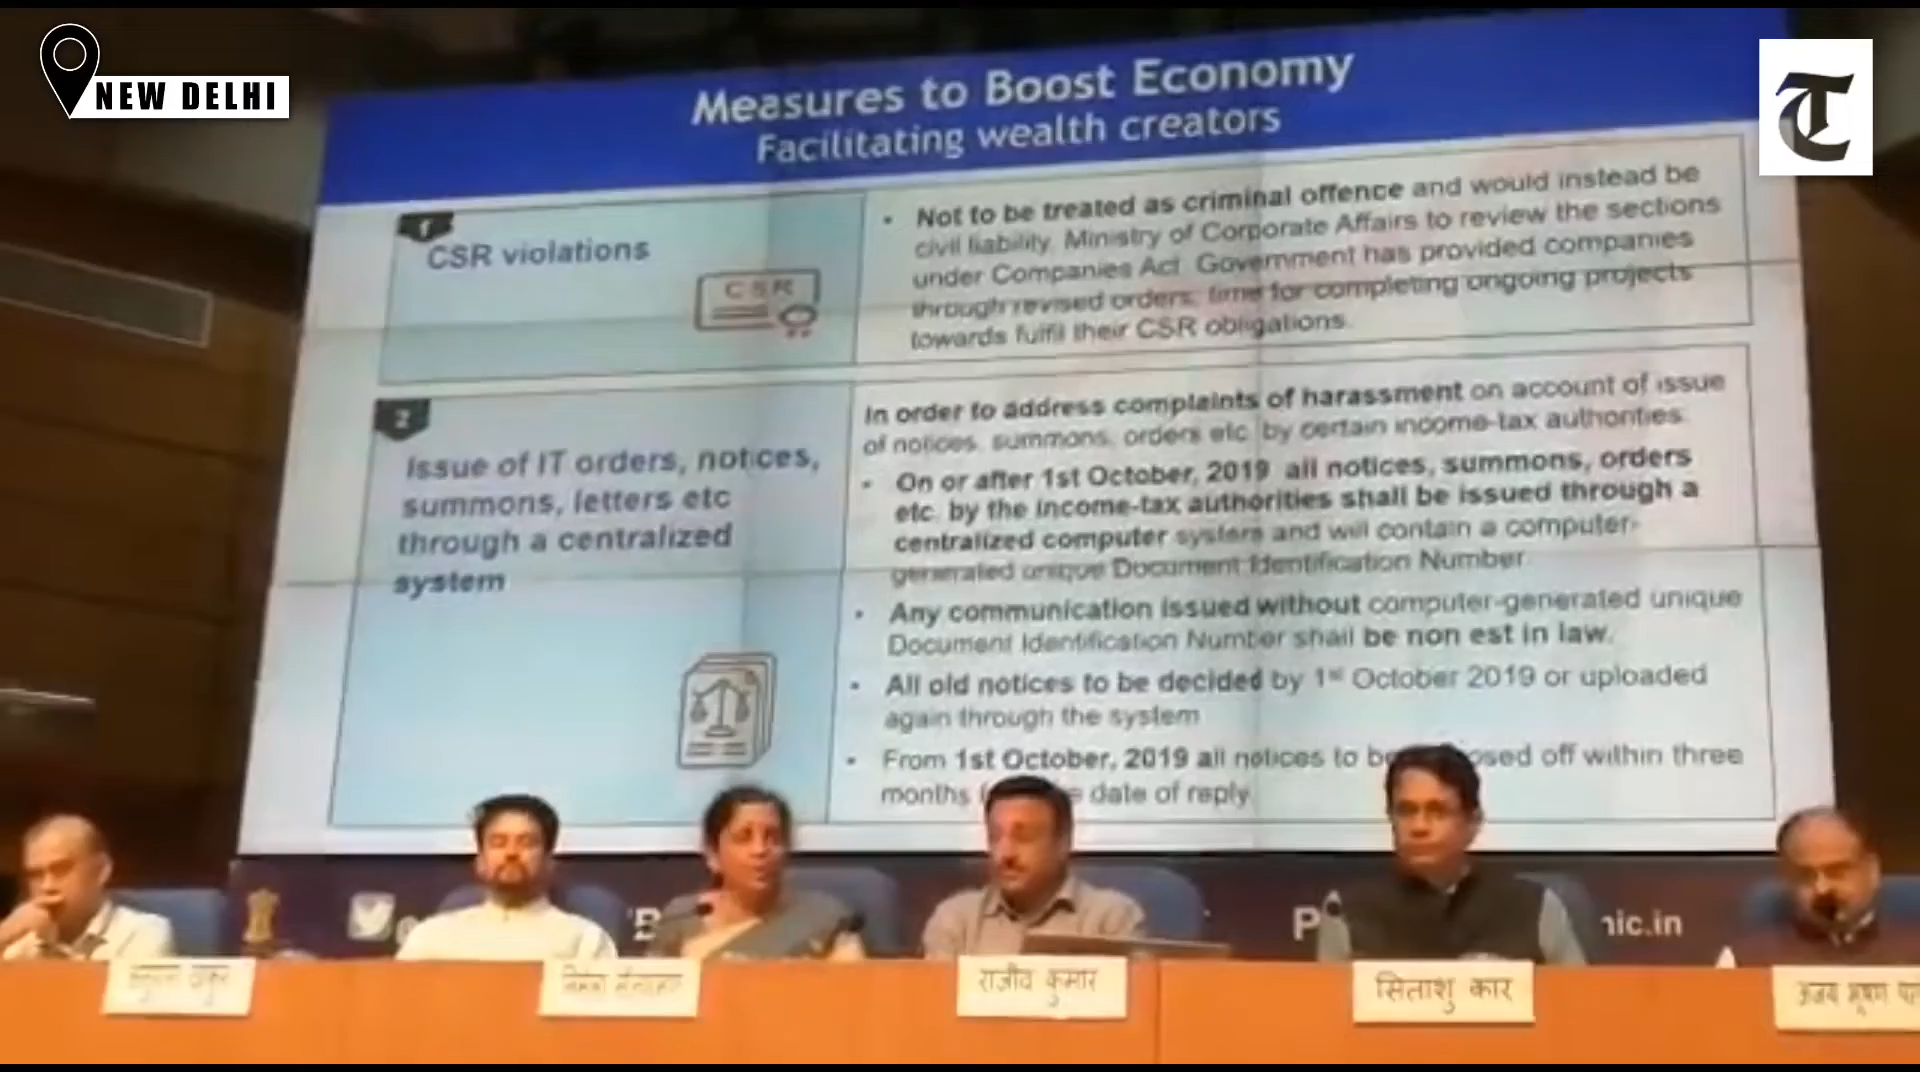 NEW DELHI
T
Measures to Boost Economy
Facilitating wealth creators
1
CSR violations
CSR
• Not to be treated as criminal offence and would instead be
civil liability. Ministry of Corporate Affairs to review the sections
under Companies Act. Government has provided companies
through revised orders, time for completing ongoing projects
towards fulfil their CSR obligations.
2
Issue of IT orders, notices,
summons, letters etc
through a centralized
system
In order to address complaints of harassment on account of issue
of notices, summons, orders etc. by certain income-tax authorities.
• On or after 1st October, 2019 all notices, summons, orders
etc. by the income-tax authorities shall be issued through a
centralized computer system and will contain a computer-
generated unique Document Identification Number.
• Any communication issued without computer-generated unique
Document Identification Number shall be non est in law.
• All old notices to be decided by 1st October 2019 or uploaded
again through the system
• From 1st October, 2019 all notices to be off within three
months date of reply.
nic.in
राजीव कुमार
सितांशु कार
अजय भूषण